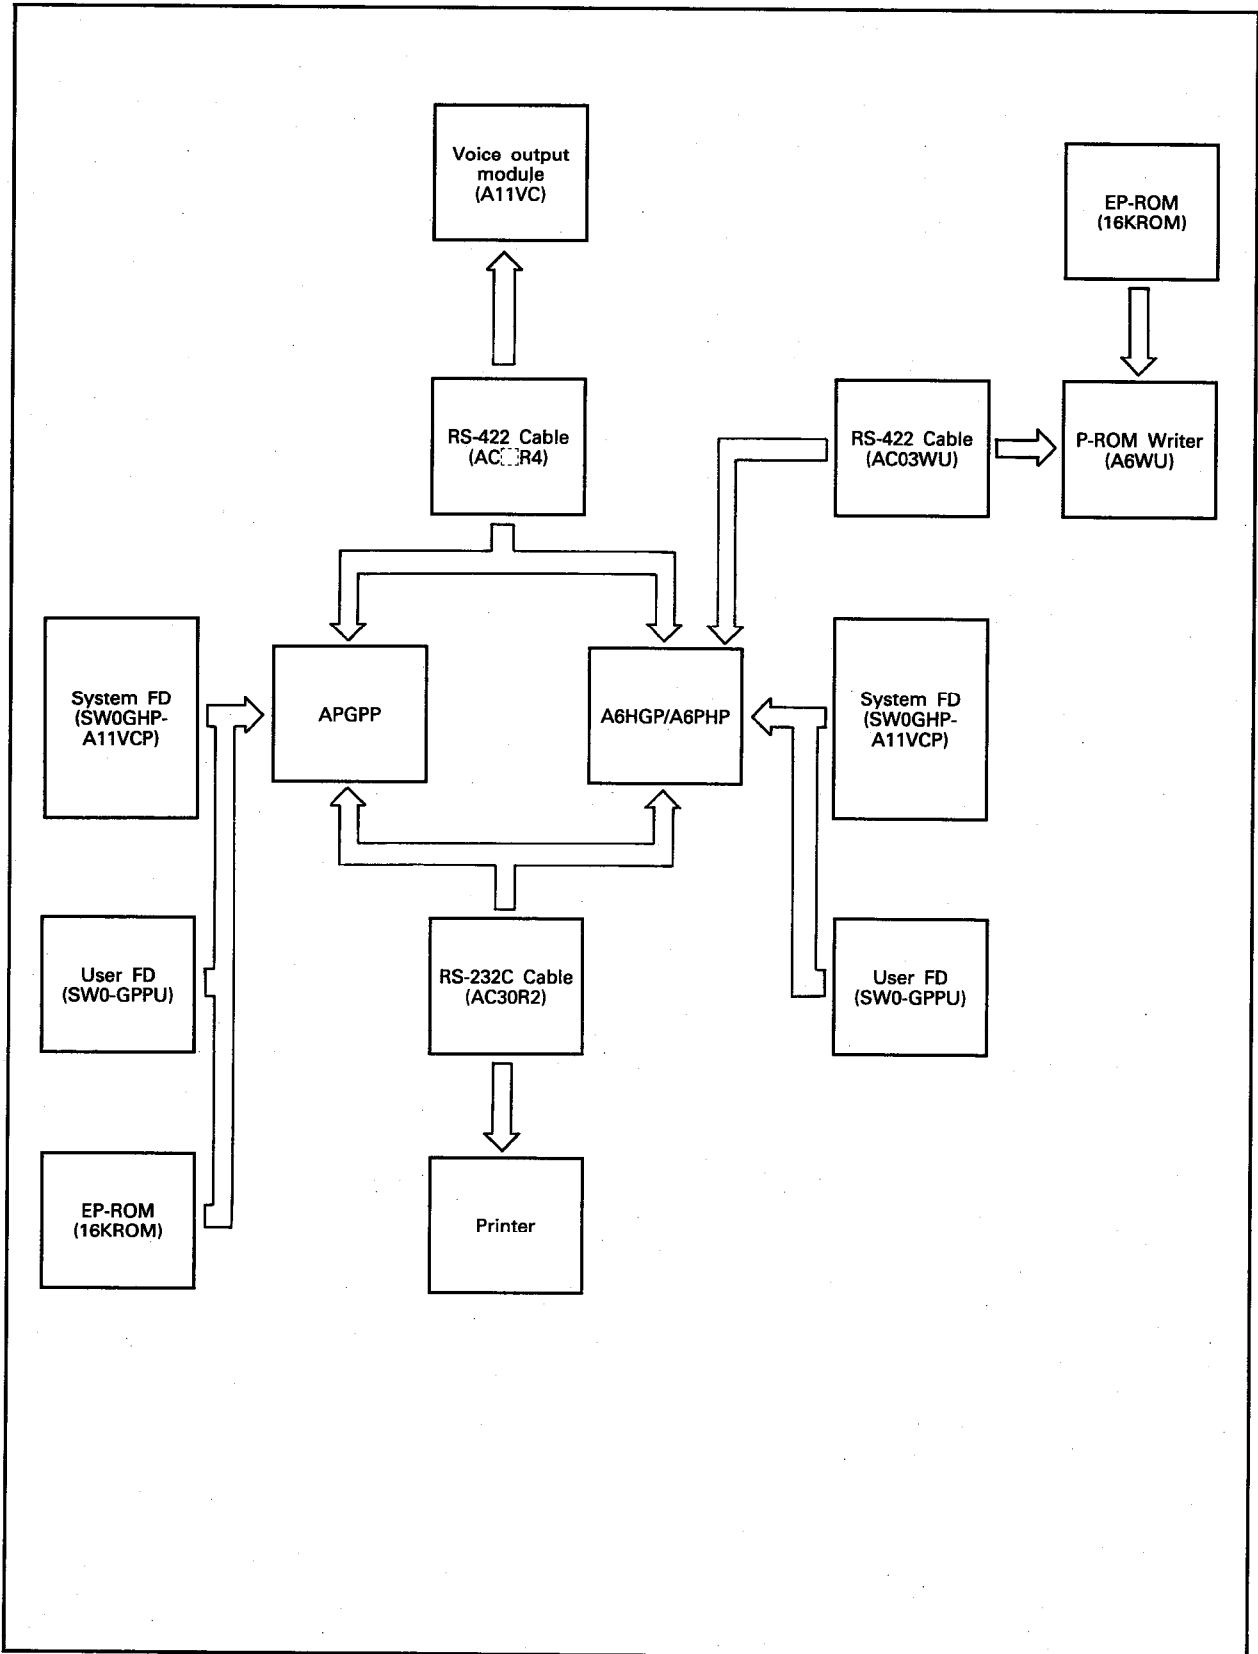 Voice output
module
(A11VC)
EP-ROM
(16KROM)
RS-422 Cable
(AC[ ]R4)
RS-422 Cable
(AC03WU)
P-ROM Writer
(A6WU)
System FD
(SW0GHP-
A11VCP)
APGPP
A6HGP/A6PHP
System FD
(SW0GHP-
A11VCP)
User FD
(SW0-GPPU)
RS-232C Cable
(AC30R2)
User FD
(SW0-GPPU)
EP-ROM
(16KROM)
Printer